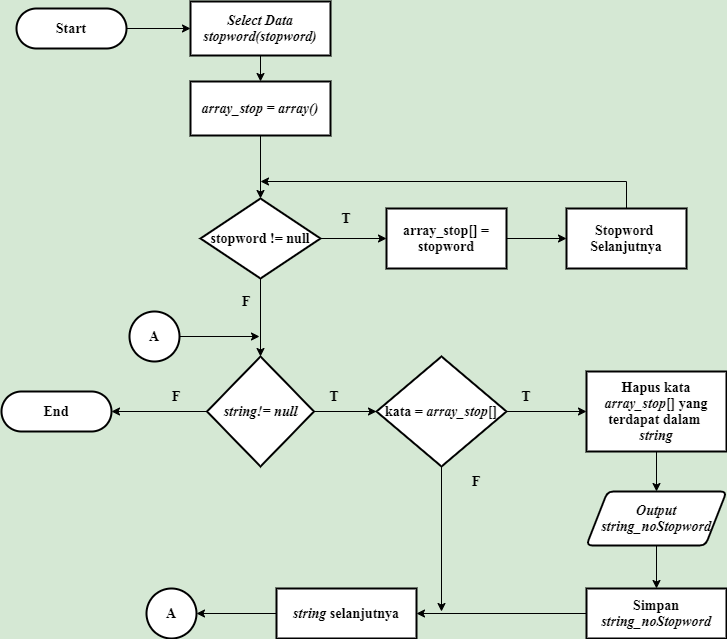 Start
Select Data
stopword(stopword)
array_stop = array()
stopword != null
T
array_stop[] =
stopword
Stopword
Selanjutnya
F
A
End
F
string!= null
T
kata = array_stop[]
T
Hapus kata
array_stop[] yang
terdapat dalam
string
F
Output
string_noStopword
A
string selanjutnya
Simpan
string_noStopword